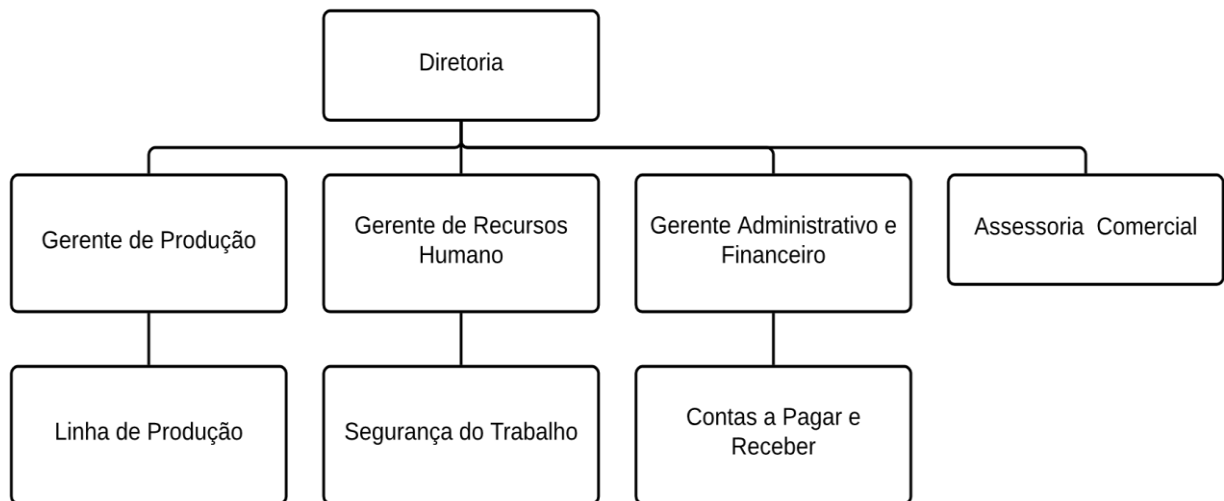 Diretoria
Gerente de Produção
Gerente de Recursos
Humano
Gerente Administrativo e
Financeiro
Assessoria  Comercial
Linha de Produção
Segurança do Trabalho
Contas a Pagar e
Receber